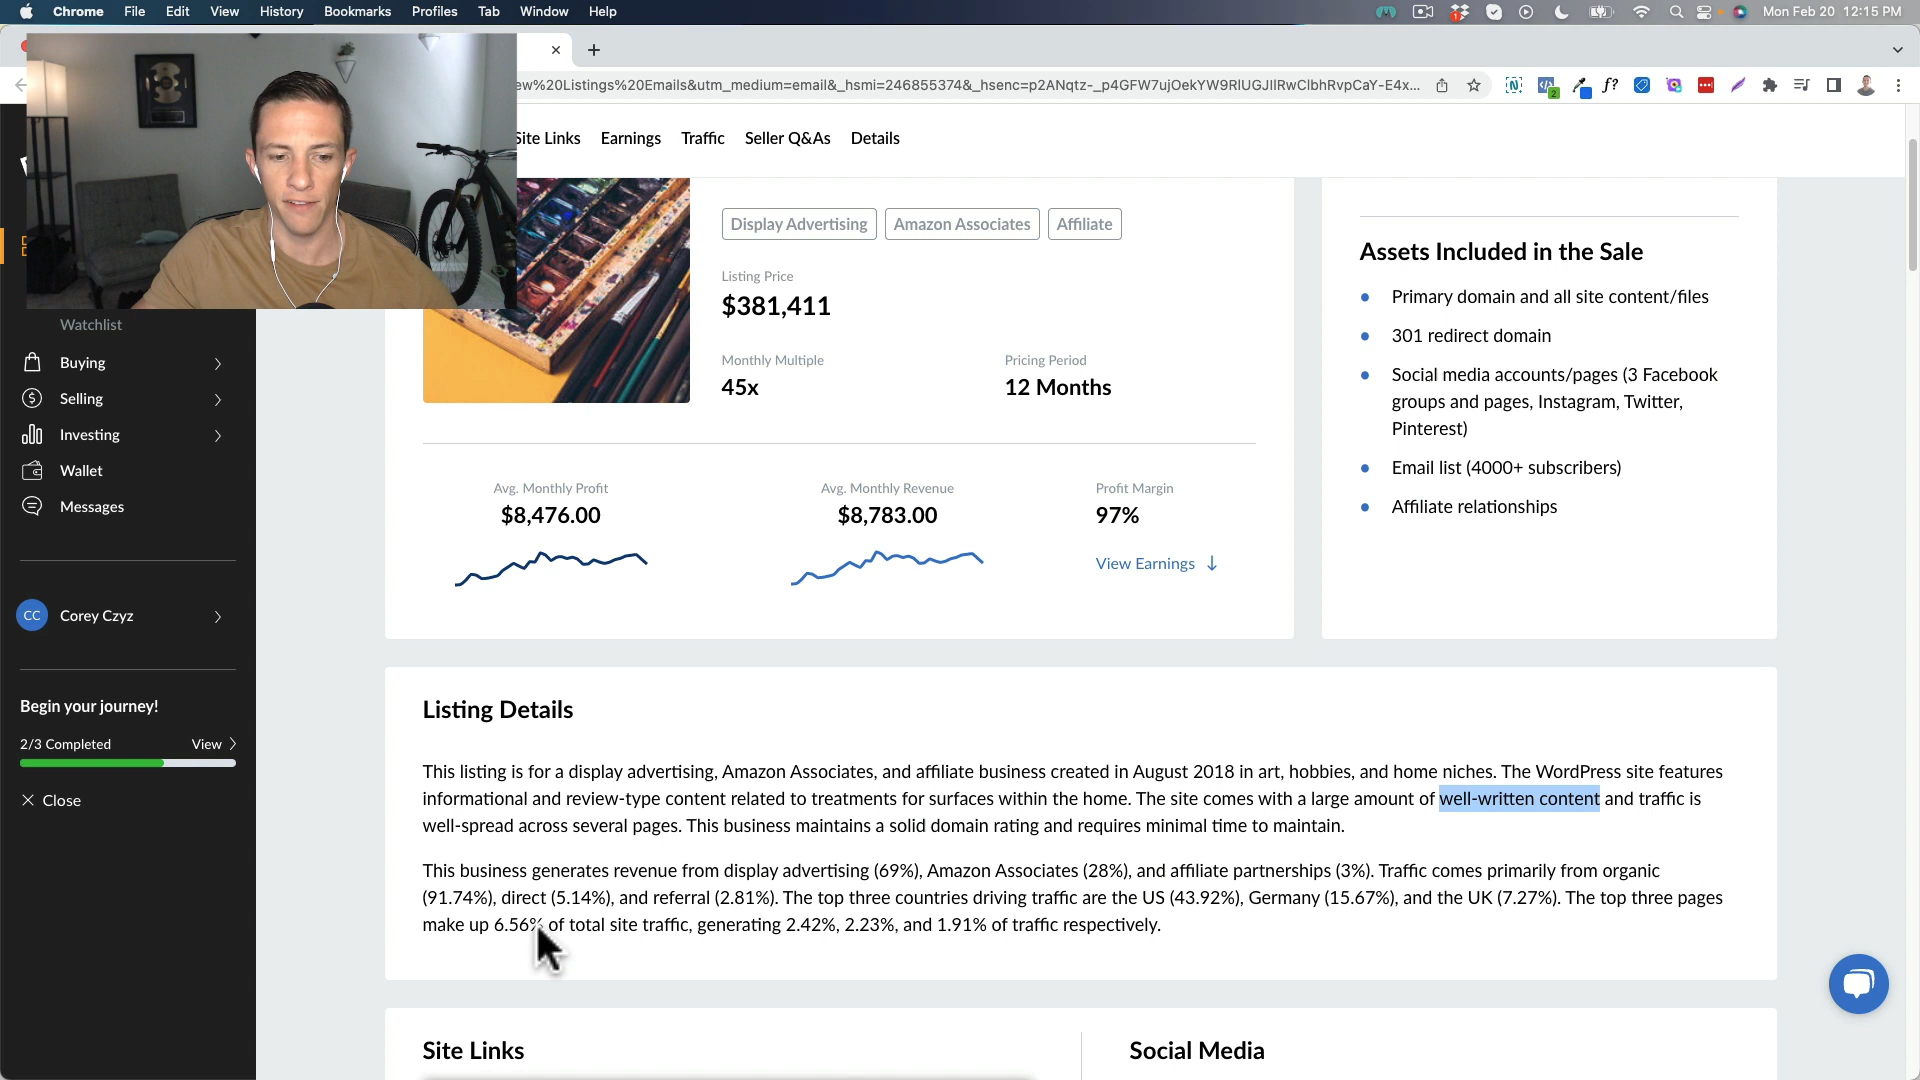 Chrome File Edit View History Bookmarks Profiles Tab Window Help
1
Mon Feb 20 12:15 PM
ew%20Listings%20Emails&utm_medium=email&_hsmi=246855374&_hsenc=p2ANqtz-_p4GFW7ujOekYW9RlUGJIlRwClbhRvpCaY-E4x...
2
f?
Site Links Earnings Traffic Seller Q&As Details
Watchlist
Buying
Selling
Investing
Wallet
Messages
CC Corey Czyz
Begin your journey!
2/3 Completed View
Close
Display Advertising Amazon Associates Affiliate
Listing Price
$381,411
Monthly Multiple
45x
Pricing Period
12 Months
Avg. Monthly Profit
$8,476.00
Avg. Monthly Revenue
$8,783.00
Profit Margin
97%
View Earnings
Assets Included in the Sale
Primary domain and all site content/files
301 redirect domain
Social media accounts/pages (3 Facebook
groups and pages, Instagram, Twitter,
Pinterest)
Email list (4000+ subscribers)
Affiliate relationships
Listing Details
This listing is for a display advertising, Amazon Associates, and affiliate business created in August 2018 in art, hobbies, and home niches. The WordPress site features
informational and review-type content related to treatments for surfaces within the home. The site comes with a large amount of well-written content and traffic is
well-spread across several pages. This business maintains a solid domain rating and requires minimal time to maintain.
This business generates revenue from display advertising (69%), Amazon Associates (28%), and affiliate partnerships (3%). Traffic comes primarily from organic
(91.74%), direct (5.14%), and referral (2.81%). The top three countries driving traffic are the US (43.92%), Germany (15.67%), and the UK (7.27%). The top three pages
make up 6.56% of total site traffic, generating 2.42%, 2.23%, and 1.91% of traffic respectively.
Site Links
Social Media